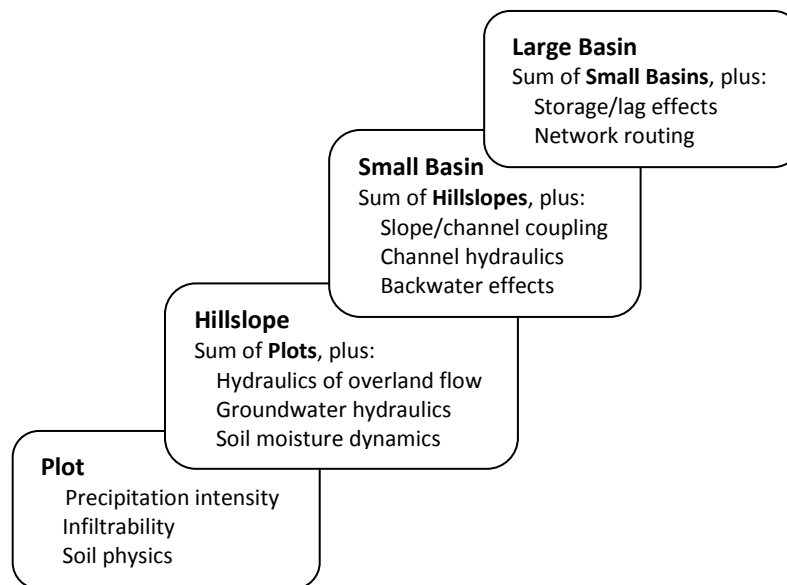 Large Basin
Sum of Small Basins, plus:
Storage/lag effects
Network routing
Small Basin
Sum of Hillslopes, plus:
Slope/channel coupling
Channel hydraulics
Backwater effects
Hillslope
Sum of Plots, plus:
Hydraulics of overland flow
Groundwater hydraulics
Soil moisture dynamics
Plot
Precipitation intensity
Infiltrability
Soil physics